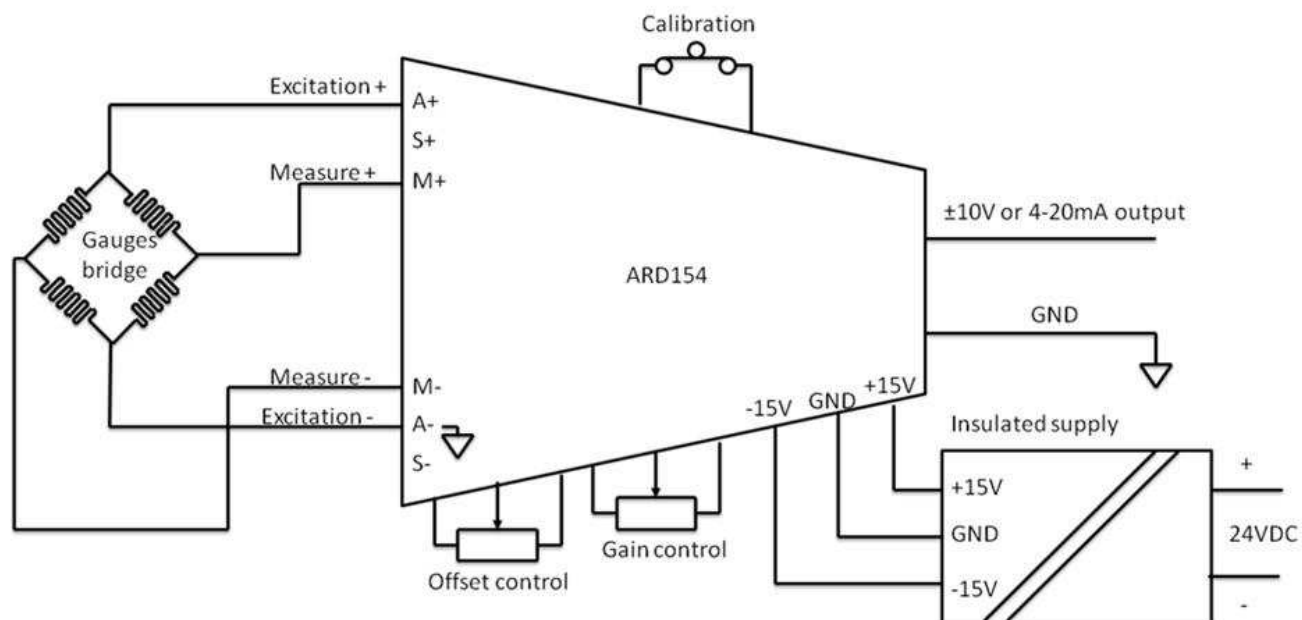 Calibration
Excitation +
A+
S+
Measure +
M+
±10V or 4-20mA output
Gauges
bridge
ARD154
GND
Measure -
M-
+15V
GND
-15V
Excitation -
A-
Insulated supply
S-
+
+15V
GND
24VDC
Gain control
Offset control
-15V
-